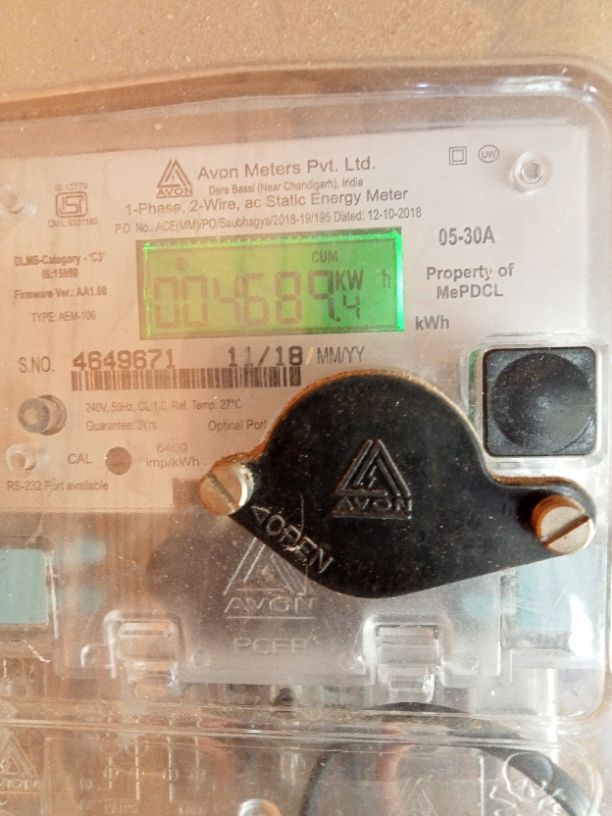 Avon Meters Pvt. Ltd.
AVON
Dera Bassi (Near Chandigarh), India
1-Phase, 2-Wire, ac Static Energy Meter
P.O. No., ACE(MM)/PO/Saubhagya/2018-19/195 Dated: 12-10-2018
UW
IS:13779
ISI
DLMS-Category - 'C3'
IS:15959
Firmware Ver.: AA1.00
TYPE: AEM-106
CUM
004689.4 KW h
kWh
05-30A
Property of
MePDCL
S.NO. 4649671 11/18 MM/YY
240V, 50Hz, CL:1.0, Ref. Temp. 27°C
Guarantee: 3Yrs. Optical Port
CAL 6400
imp/kWh
RS-232 Port available
AVON
OPEN
AVON